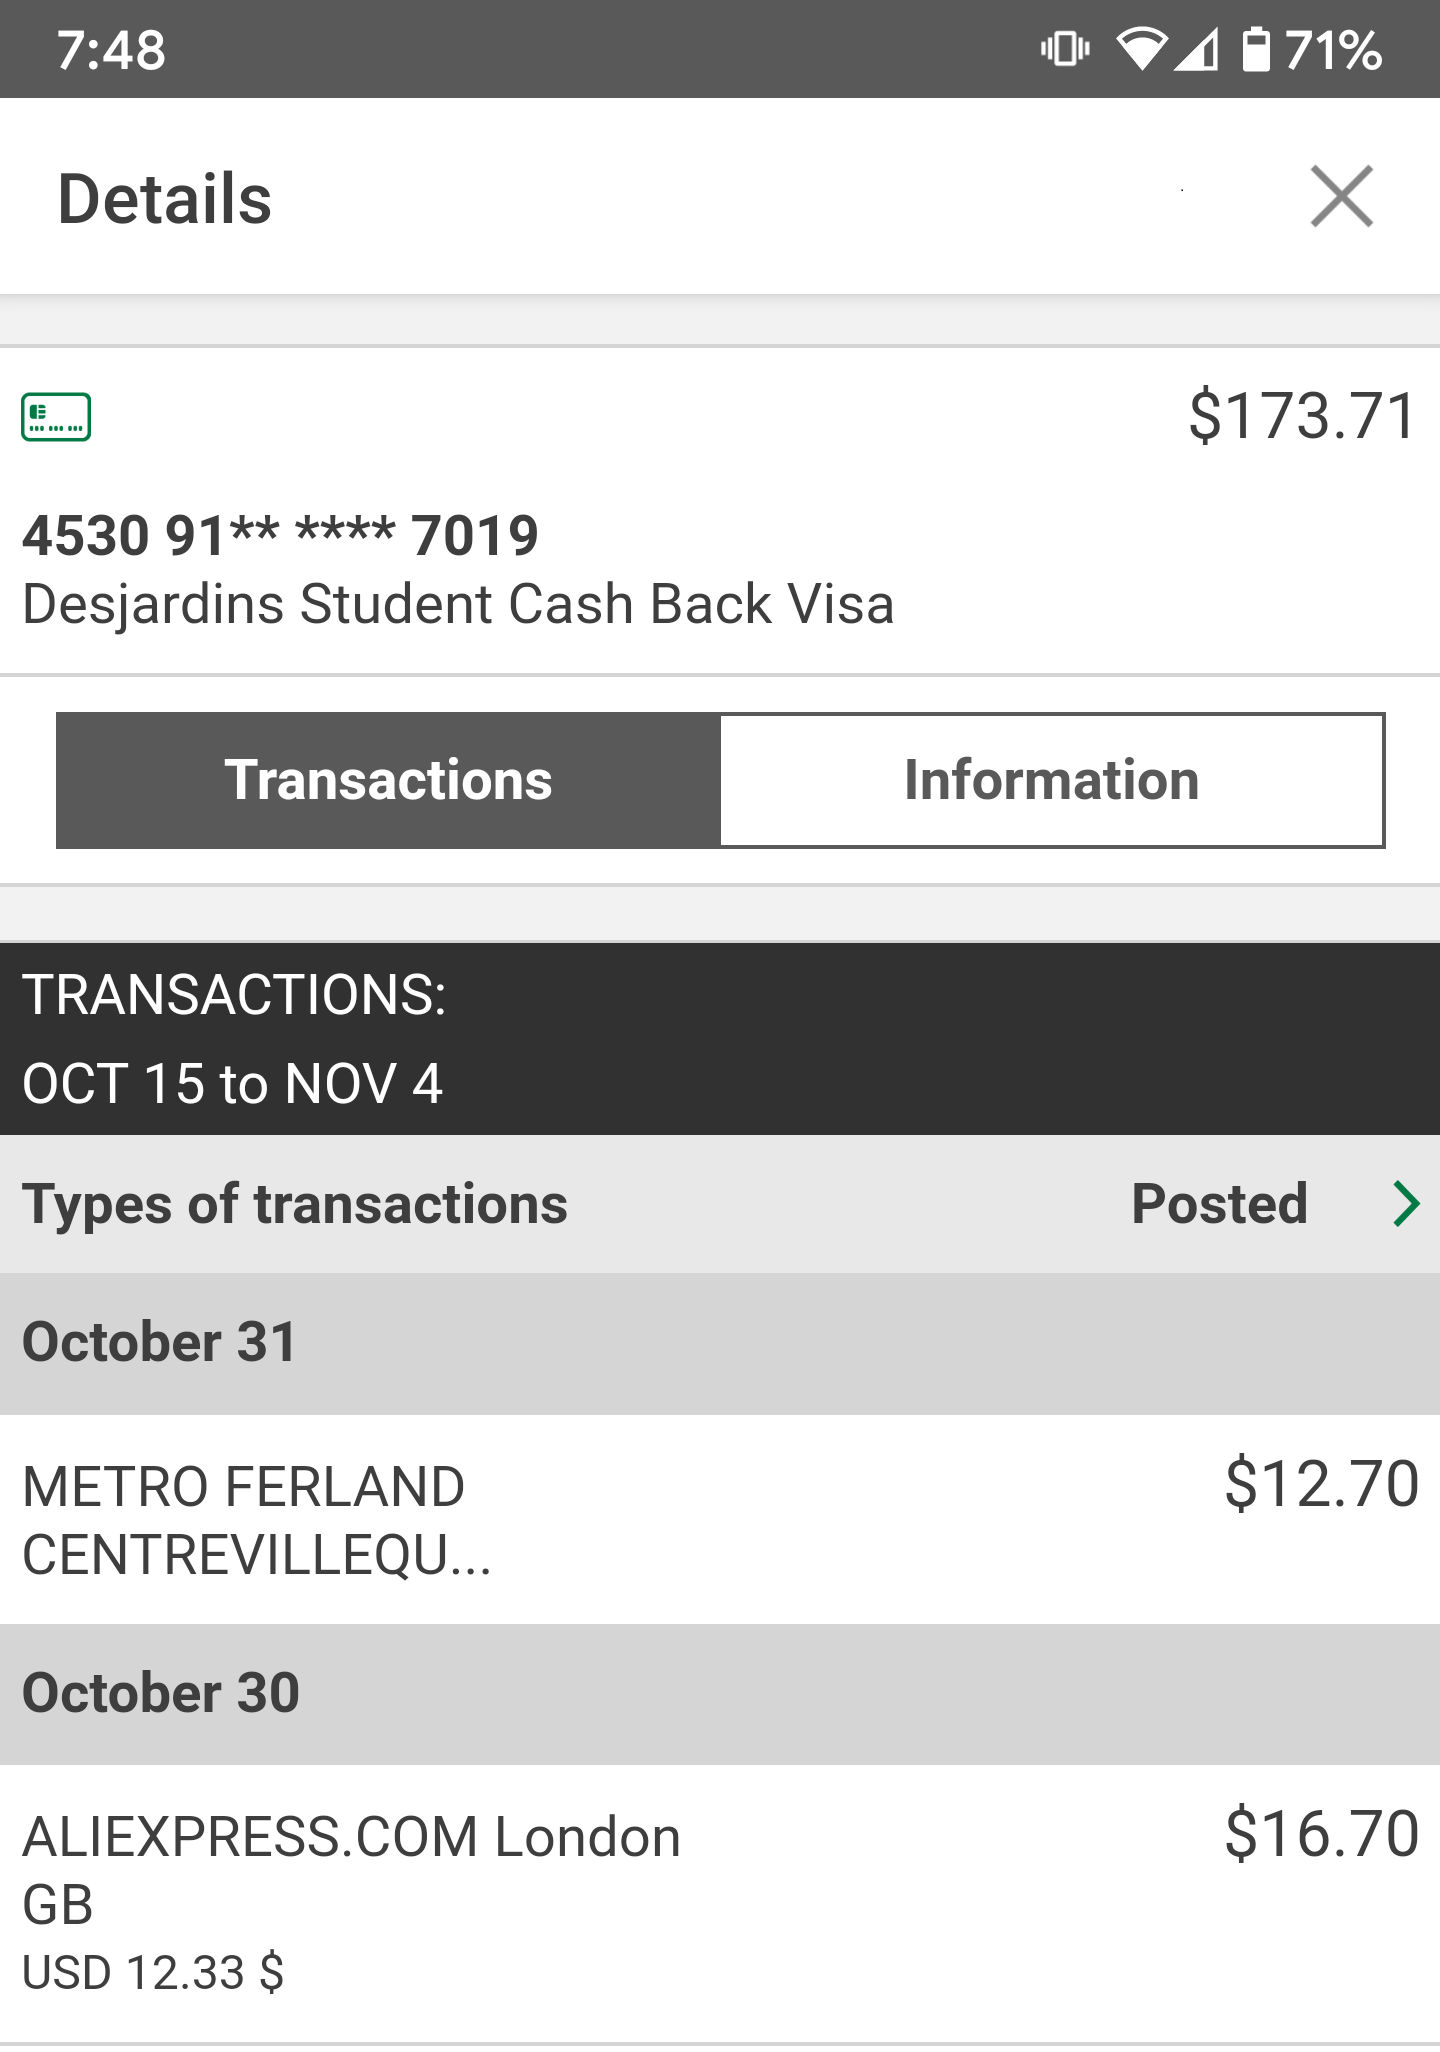 7:48 71%
Details
$173.71
4530 91** **** 7019
Desjardins Student Cash Back Visa
Transactions Information
TRANSACTIONS:
OCT 15 to NOV 4
Types of transactions Posted
October 31
METRO FERLAND $12.70
CENTREVILLEQU...
October 30
ALIEXPRESS.COM London $16.70
GB
USD 12.33 $